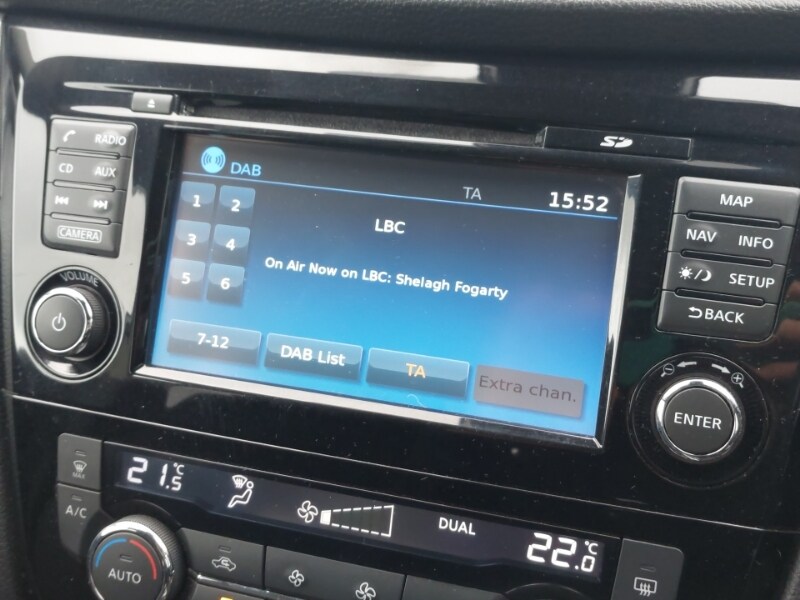 RADIO
CD AUX
CAMERA
VOLUME
SD
DAB
TA 15:52
1 2
3 4
5 6
LBC
On Air Now on LBC: Shelagh Fogarty
7-12 DAB List TA Extra chan.
MAP
NAV INFO
SETUP
BACK
ENTER
MAX
A/C
21.5°C
DUAL
22.0°C
AUTO